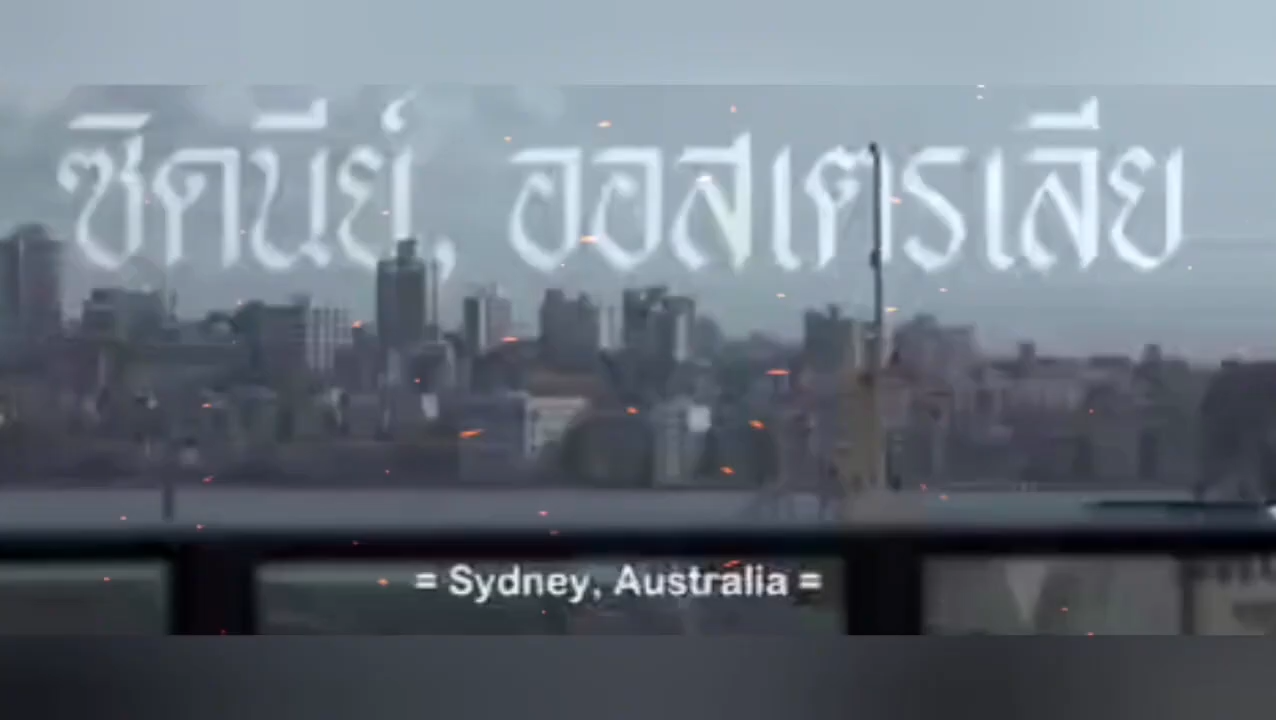 ซิดนีย์, ออสเตรเลีย
= Sydney, Australia =